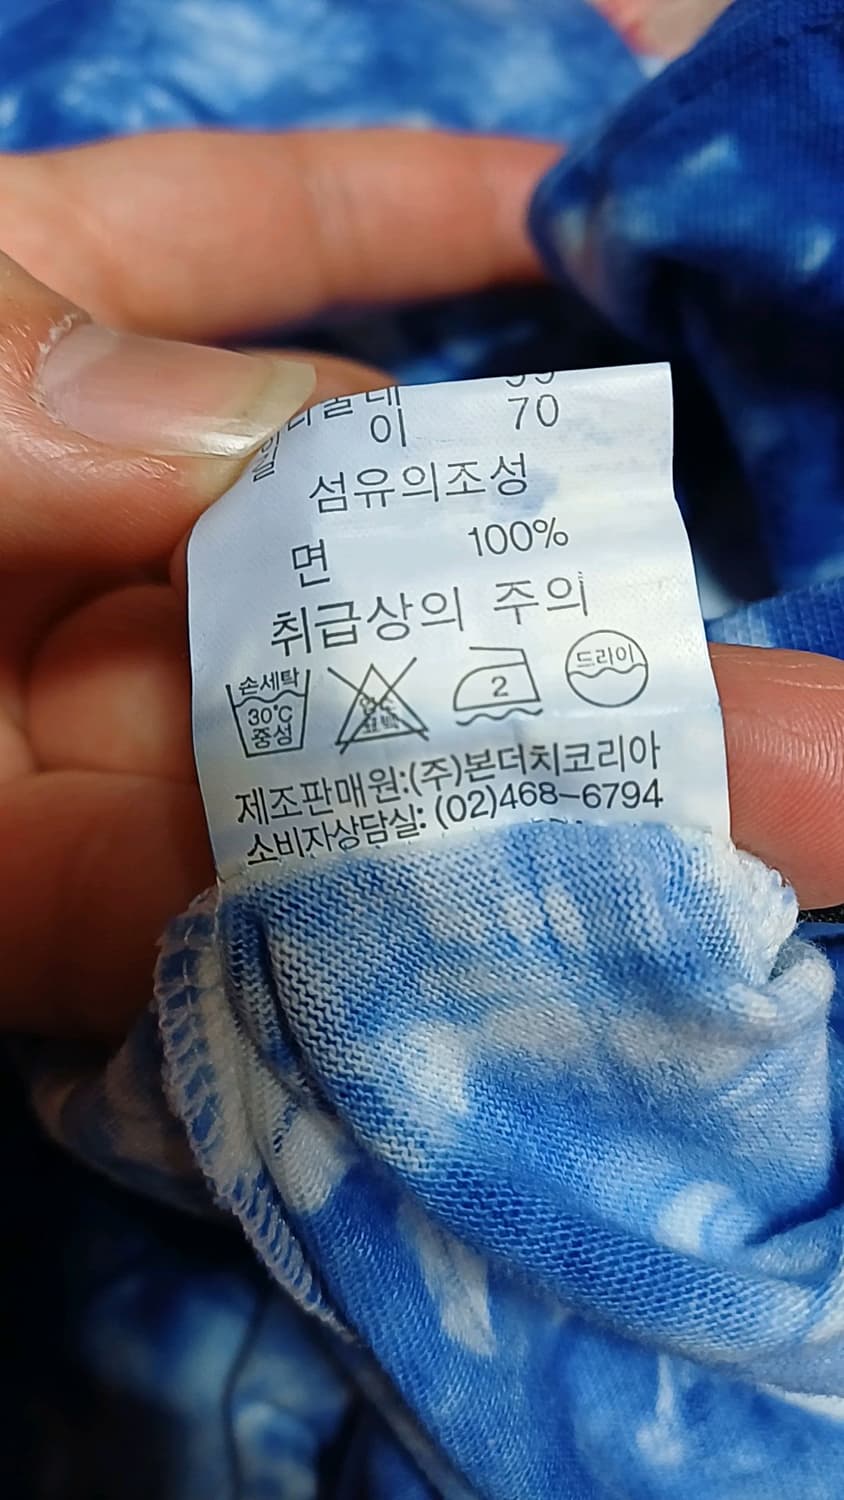 이 70
섬유의조성
면 100%
취급상의 주의
손세탁
30℃
중성
2
드리이
제조판매원:(주)본더치코리아
소비자상담실: (02)468-6794